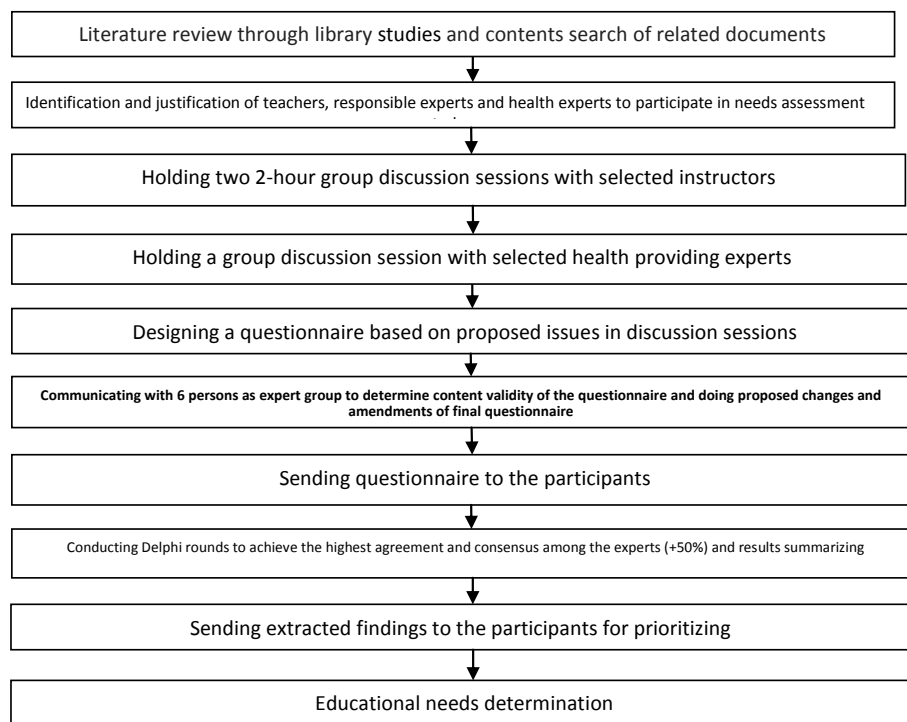 Literature review through library studies and contents search of related documents
Identification and justification of teachers, responsible experts and health experts to participate in needs assessment
Holding two 2-hour group discussion sessions with selected instructors
Holding a group discussion session with selected health providing experts
Designing a questionnaire based on proposed issues in discussion sessions
Communicating with 6 persons as expert group to determine content validity of the questionnaire and doing proposed changes and
amendments of final questionnaire
Sending questionnaire to the participants
Conducting Delphi rounds to achieve the highest agreement and consensus among the experts (+50%) and results summarizing
Sending extracted findings to the participants for prioritizing
Educational needs determination